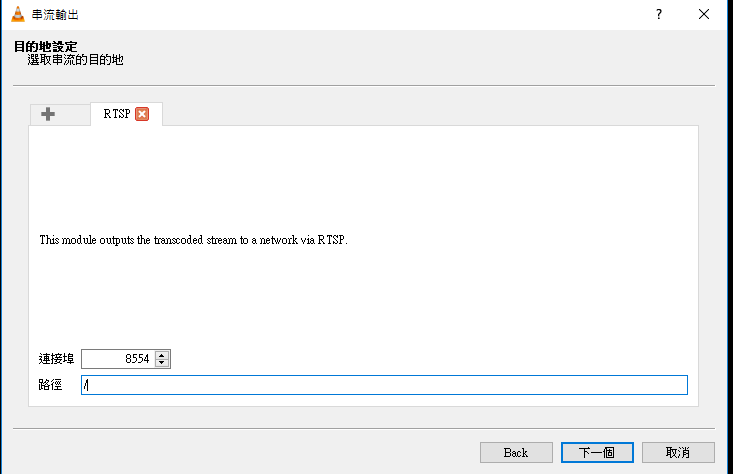 串流輸出
?
目的地設定
選取串流的目的地
RTSP
This module outputs the transcoded stream to a network via RTSP.
連接埠 8554
路徑 /
Back 下一個 取消